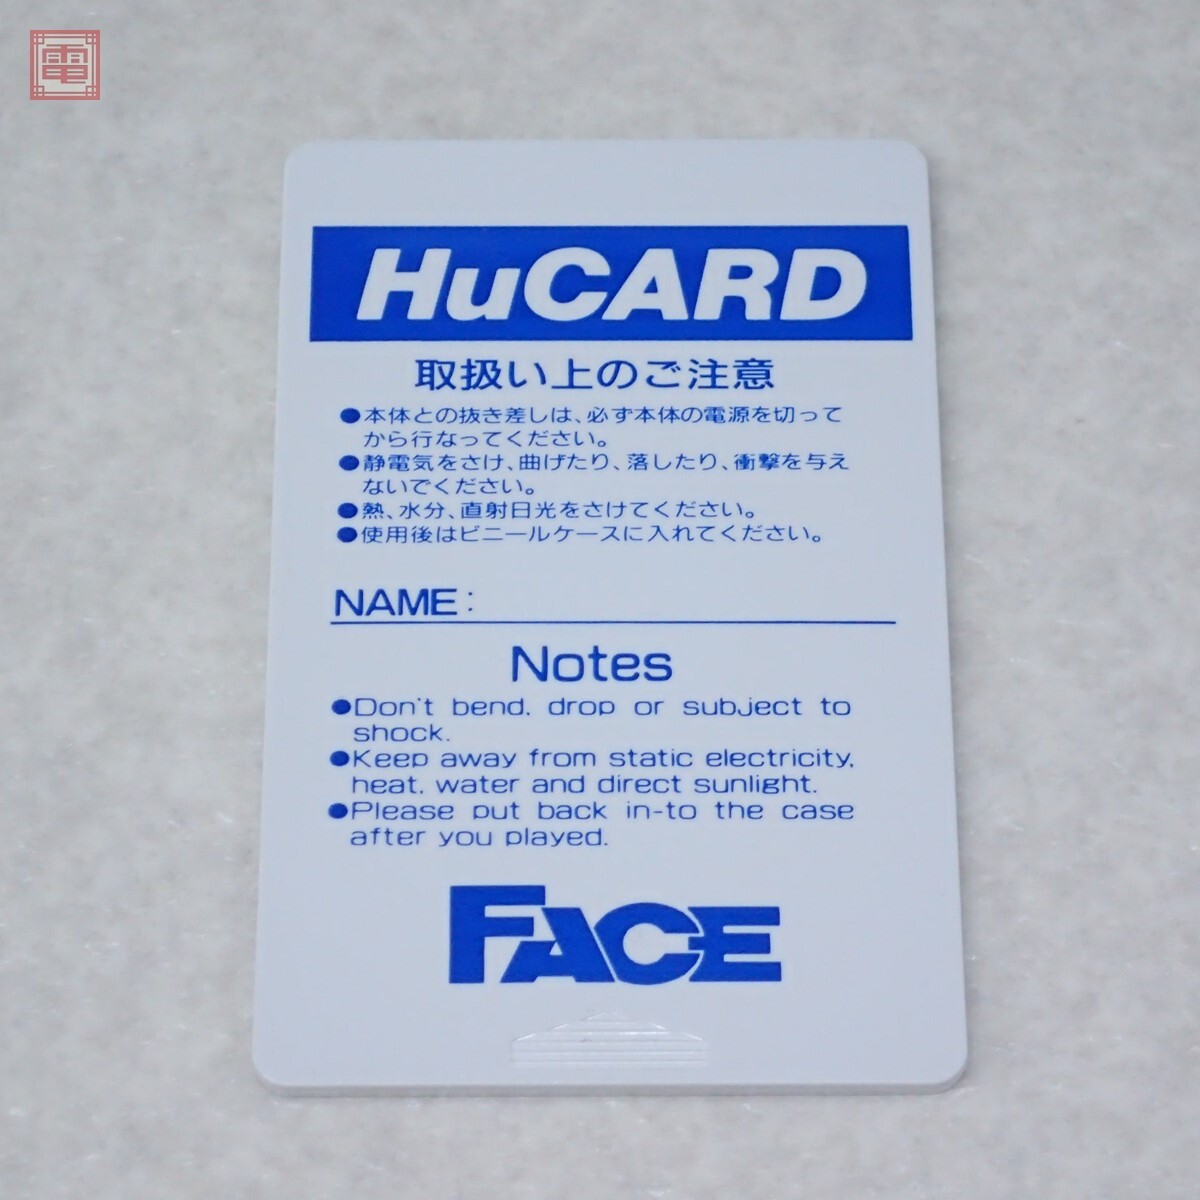 電
HuCARD
取扱い上のご注意
●本体との抜き差しは、必ず本体の電源を切って
から行なってください。
●静電気をさけ、曲げたり、落したり、衝撃を与え
ないでください。
●熱、水分、直射日光をさけてください。
●使用後はビニールケースに入れてください。
NAME:
Notes
●Don't bend, drop or subject to
shock.
●Keep away from static electricity,
heat, water and direct sunlight.
●Please put back in-to the case
after you played.
FACE